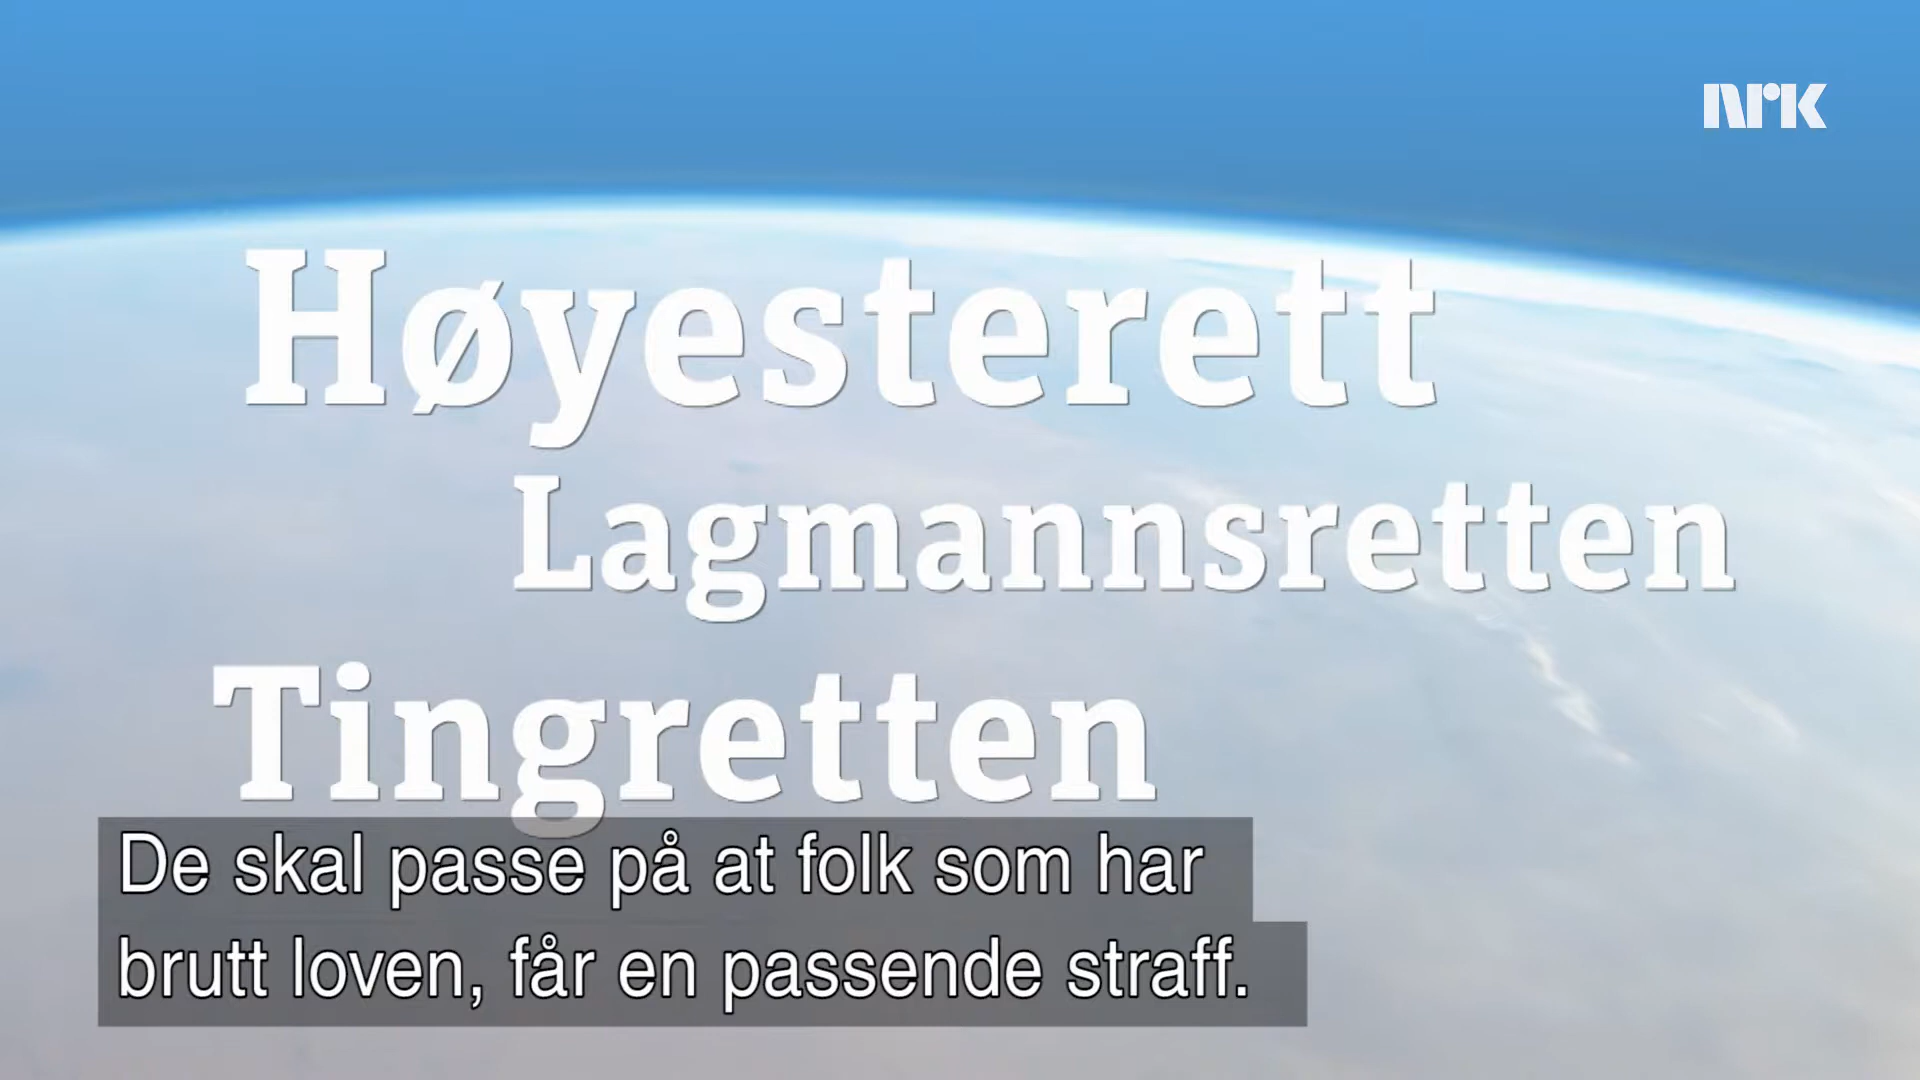 nrk
Høyesterett
Lagmannsretten
Tingretten
De skal passe på at folk som har
brutt loven, får en passende straff.